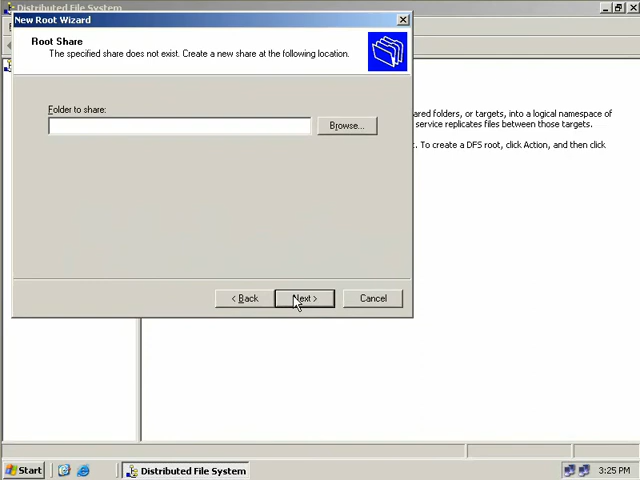 Distributed File System
New Root Wizard
Root Share
The specified share does not exist. Create a new share at the following location.
Folder to share:
Browse...
ared folders, or targets, into a logical namespace of
service replicates files between those targets.
t. To create a DFS root, click Action, and then click
< Back
Next >
Cancel
Start
Distributed File System
3:25 PM